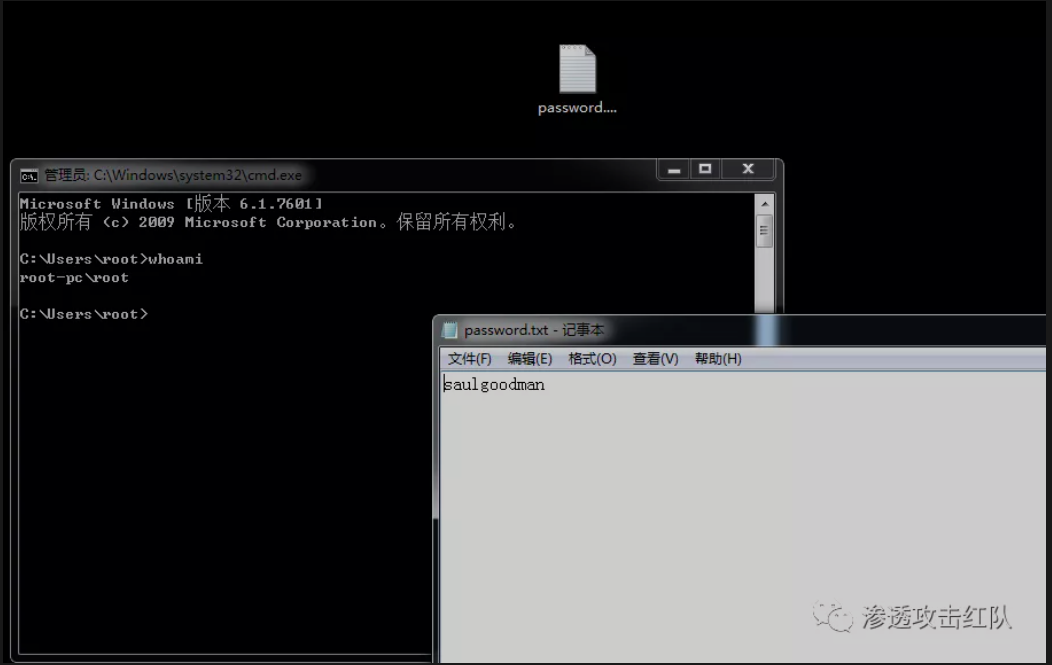 password....
管理员: C:\Windows\system32\cmd.exe
Microsoft Windows [版本 6.1.7601]
版权所有 (c) 2009 Microsoft Corporation。保留所有权利。
C:\Users\root>whoami
root-pc\root
C:\Users\root>
password.txt - 记事本
文件(F) 编辑(E) 格式(O) 查看(V) 帮助(H)
saulgoodman
渗透攻击红队